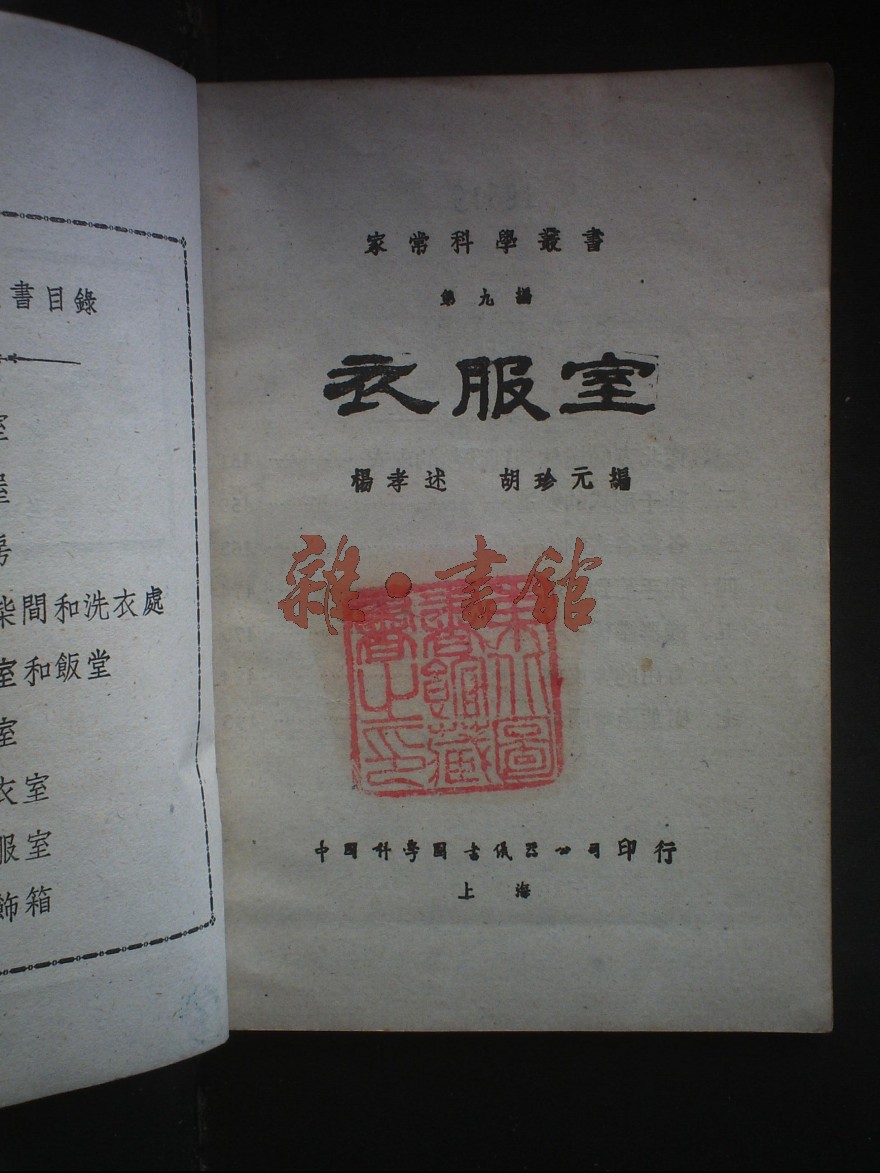 書目錄
室
房
柴間和洗衣處
室和飯堂
室
衣室
服室
飾箱
家常科學叢書
第九編
衣服室
楊孝述 胡珍元編
雜·書館
中國科學圖書儀器公司印行
上海